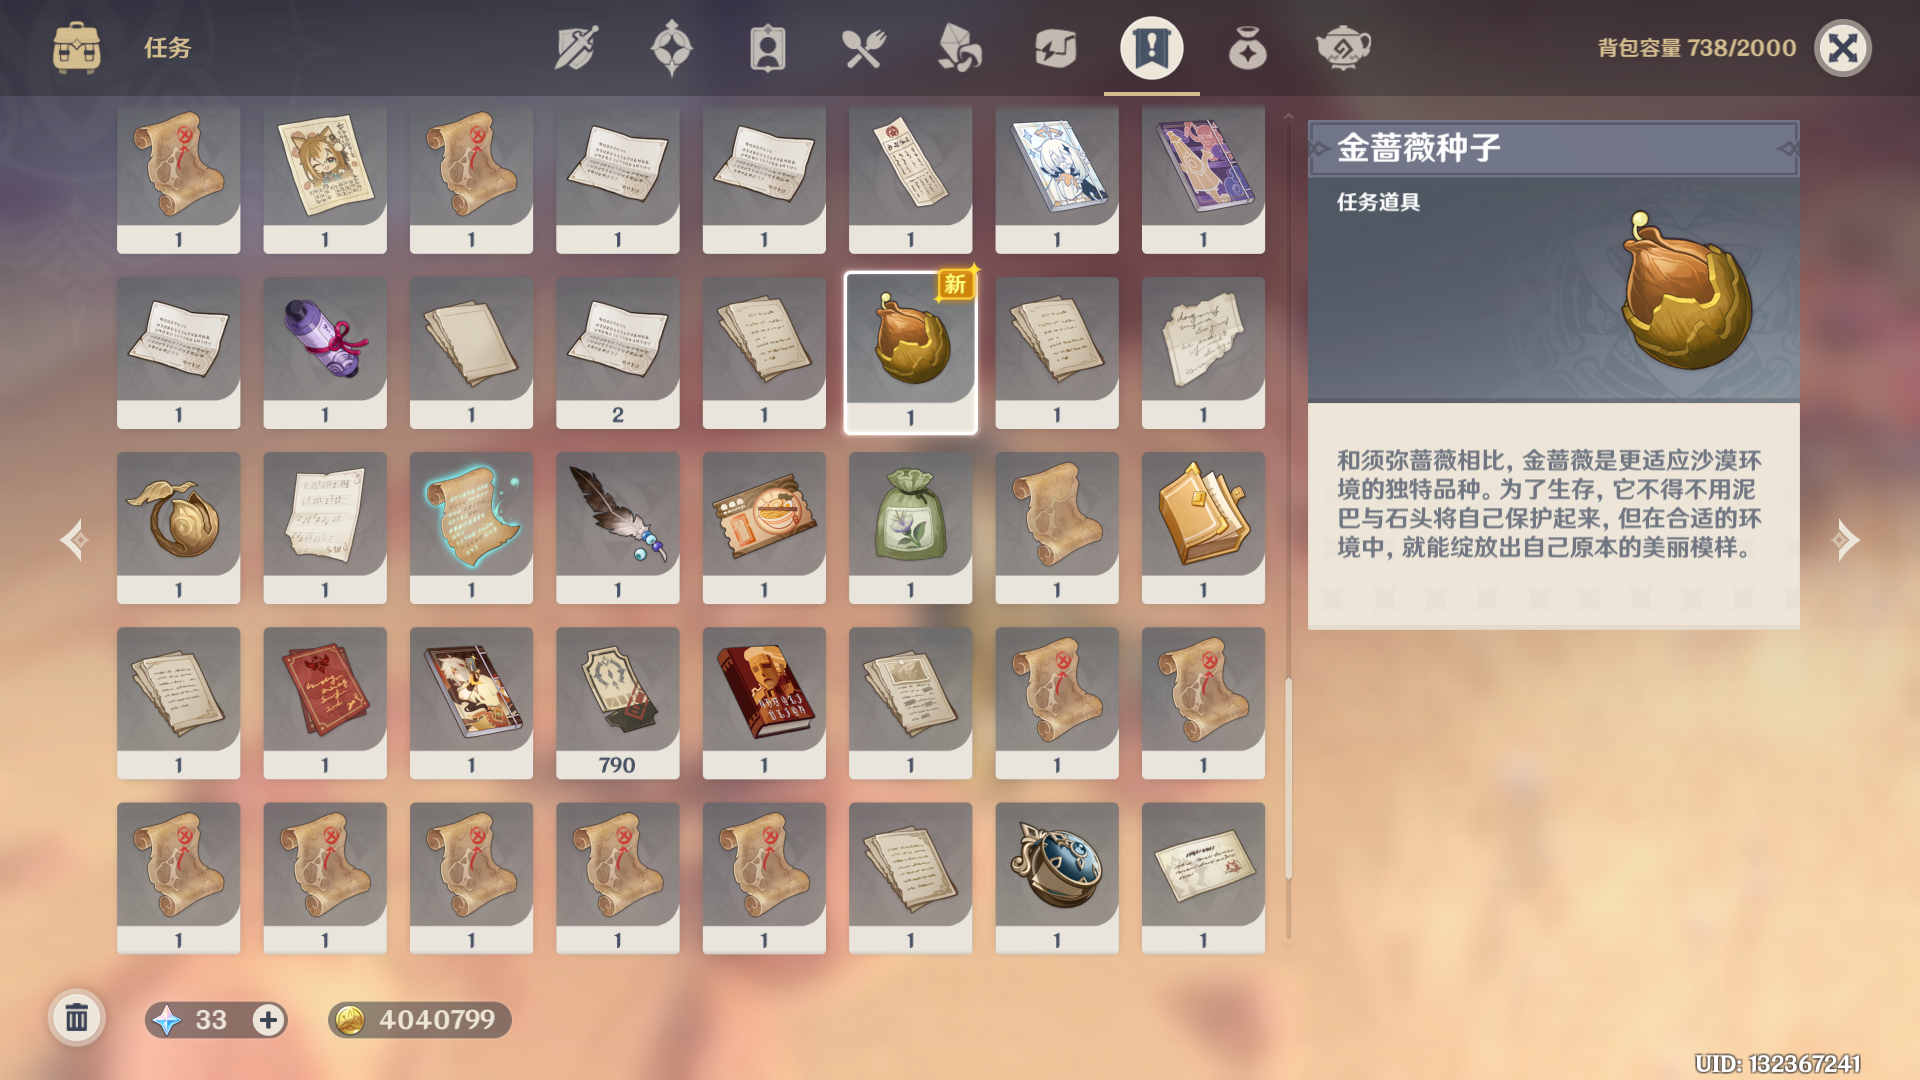 任务
背包容量 738/2000
1 1 1 1 1 1 1 1
新
1 1 1 2 1 1 1 1
1 1 1 1 1 1 1 1
1 1 1 790 1 1 1 1
1 1 1 1 1 1 1 1
金蔷薇种子
任务道具
和须弥蔷薇相比,金蔷薇是更适应沙漠环
境的独特品种。为了生存,它不得不用泥
巴与石头将自己保护起来,但在合适的环
境中,就能绽放出自己原本的美丽模样。
33
4040799
UID: 132367241